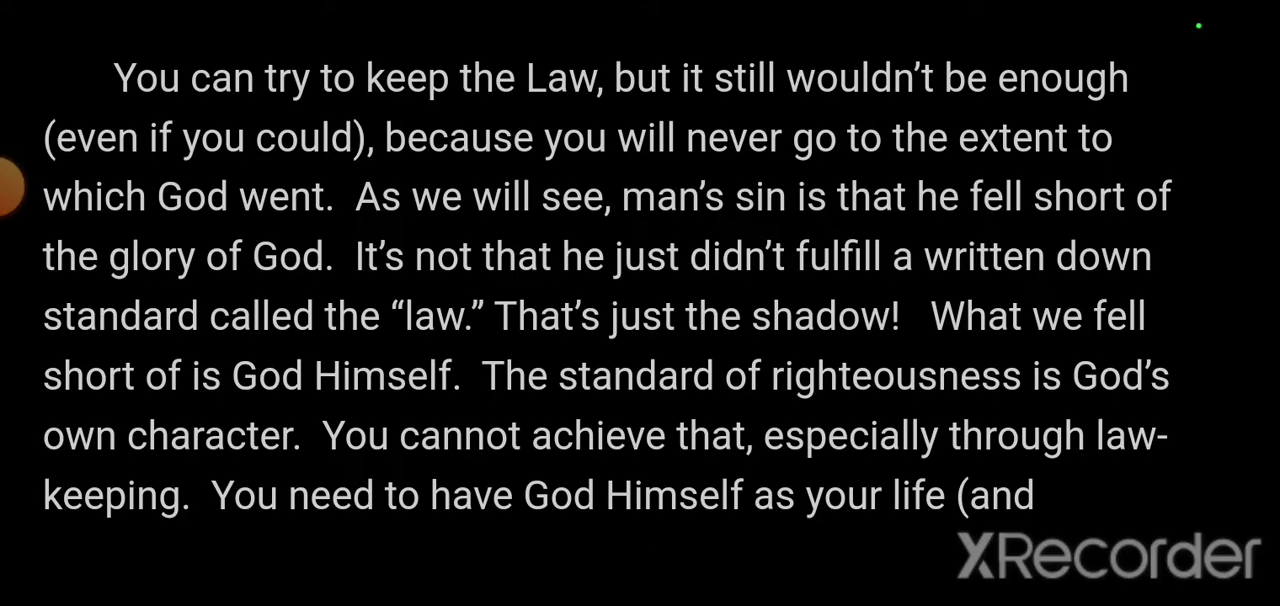 You can try to keep the Law, but it still wouldn’t be enough
(even if you could), because you will never go to the extent to
which God went.  As we will see, man’s sin is that he fell short of
the glory of God.  It’s not that he just didn’t fulfill a written down
standard called the “law.” That’s just the shadow!   What we fell
short of is God Himself.  The standard of righteousness is God’s
own character.  You cannot achieve that, especially through law-
keeping.  You need to have God Himself as your life (and
XRecorder